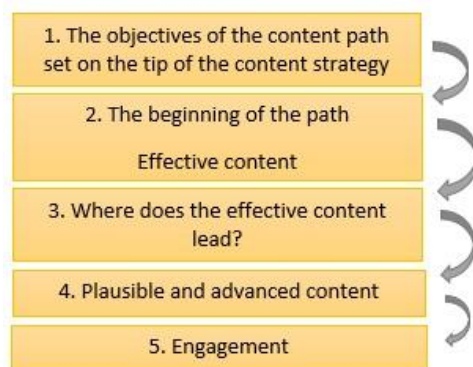 1. The objectives of the content path
set on the tip of the content strategy
2. The beginning of the path
Effective content
3. Where does the effective content
lead?
4. Plausible and advanced content
5. Engagement